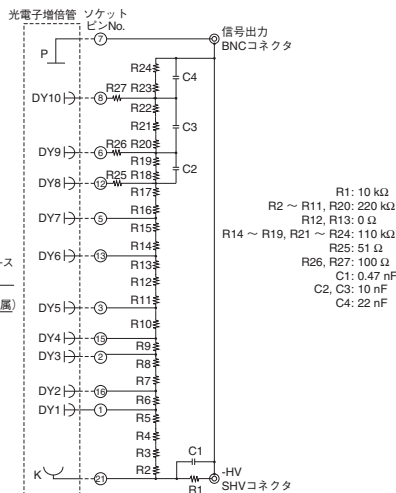 光電子増倍管 ソケット
ピンNo.
信号出力
BNCコネクタ
P
7
R24
C4
R27 R23
DY10
8
R22
R21
C3
R26 R20
DY9
6
R19
C2
R25 R18
DY8
12
R17
R16
DY7
5
R15
R14
DY6
13
R13
R12
R11
DY5
3
R10
DY4
15
R9
DY3
2
R8
R7
DY2
16
R6
DY1
1
R5
R4
R3
C1
R2
K
21
R1
-HV
SHVコネクタ
R1: 10 kΩ
R2 ~ R11, R20: 220 kΩ
R12, R13: 0 Ω
R14 ~ R19, R21 ~ R24: 110 kΩ
R25: 51 Ω
R26, R27: 100 Ω
C1: 0.47 nF
C2, C3: 10 nF
C4: 22 nF
ース
属)